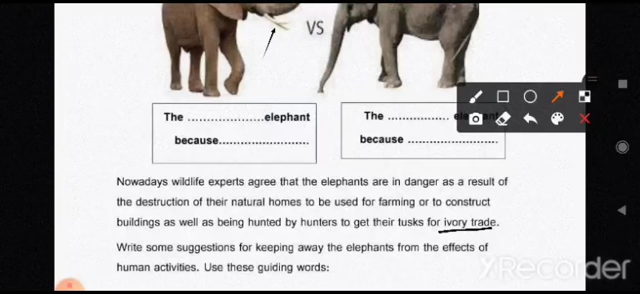 VS
The ....................elephant
The ................
because........................
because ........................
Nowadays wildlife experts agree that the elephants are in danger as a result of
the destruction of their natural homes to be used for farming or to construct
buildings as well as being hunted by hunters to get their tusks for ivory trade.
Write some suggestions for keeping away the elephants from the effects of
human activities. Use these guiding words:
XRecorder